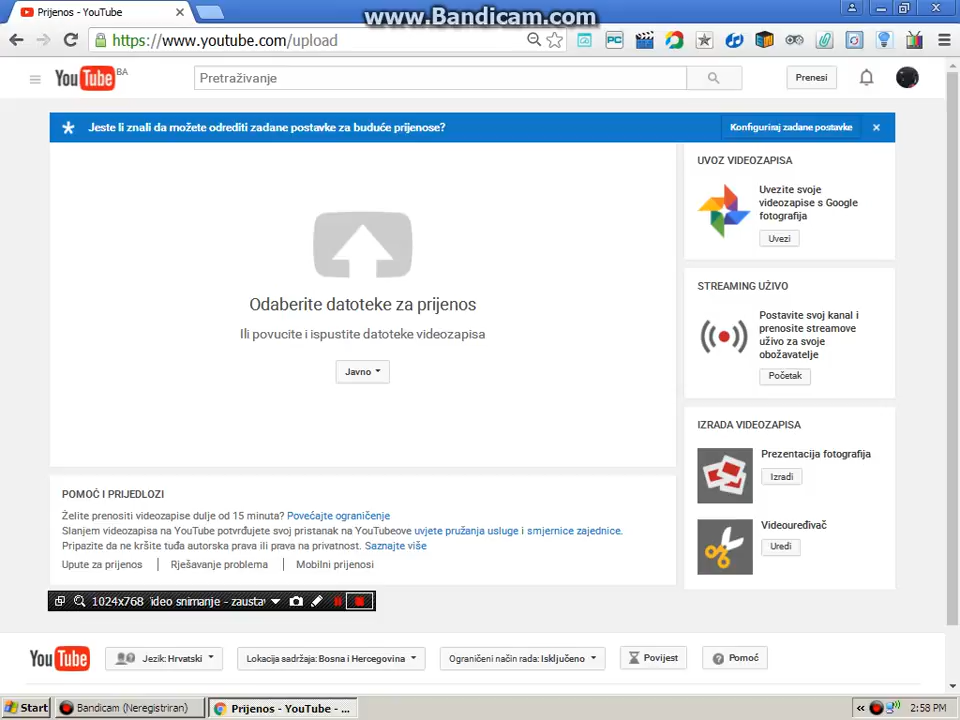 Prijenos - YouTube
www.Bandicam.com
https://www.youtube.com/upload
YouTube BA
Pretraživanje
Prenesi
Jeste li znali da možete odrediti zadane postavke za buduće prijenose?
Konfiguriraj zadane postavke
Odaberite datoteke za prijenos
Ili povucite i ispustite datoteke videozapisa
Javno
UVOZ VIDEOZAPISA
Uvezite svoje
videozapise s Google
fotografija
Uvezi
STREAMING UŽIVO
Postavite svoj kanal i
prenosite streamove
uživo za svoje
obožavatelje
Početak
IZRADA VIDEOZAPISA
Prezentacija fotografija
Izradi
Videouređivač
Uredi
POMOĆ I PRIJEDLOZI
Želite prenositi videozapise dulje od 15 minuta? Povećajte ograničenje
Slanjem videozapisa na YouTube potvrđujete svoj pristanak na YouTubeove uvjete pružanja usluge i smjernice zajednice.
Pripazite da ne kršite tuđa autorska prava ili prava na privatnost. Saznajte više
Upute za prijenos | Rješavanje problema | Mobilni prijenosi
1024x768 ideo snimanje - zaustav
YouTube
Jezik: Hrvatski
Lokacija sadržaja: Bosna i Hercegovina
Ograničeni način rada: Isključeno
Povijest
Pomoć
Start
Bandicam (Neregistriran)
Prijenos - YouTube - ...
2:58 PM